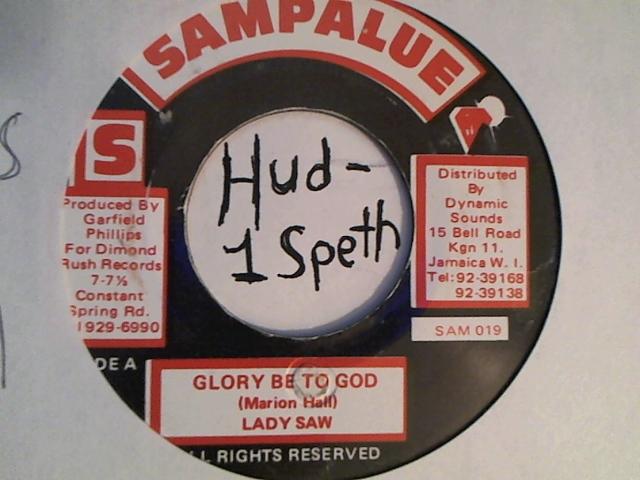 SAMPALUE
S
S
Produced By
Garfield
Phillips
For Dimond
Rush Records
7-7½
Constant
Spring Rd.
929-6990
Hud-
1 Speth
Distributed
By
Dynamic
Sounds
15 Bell Road
Kgn 11.
Jamaica W. I.
Tel:92-39168
92-39138
SAM 019
DE A
GLORY BE TO GOD
(Marion Hall)
LADY SAW
LL RIGHTS RESERVED